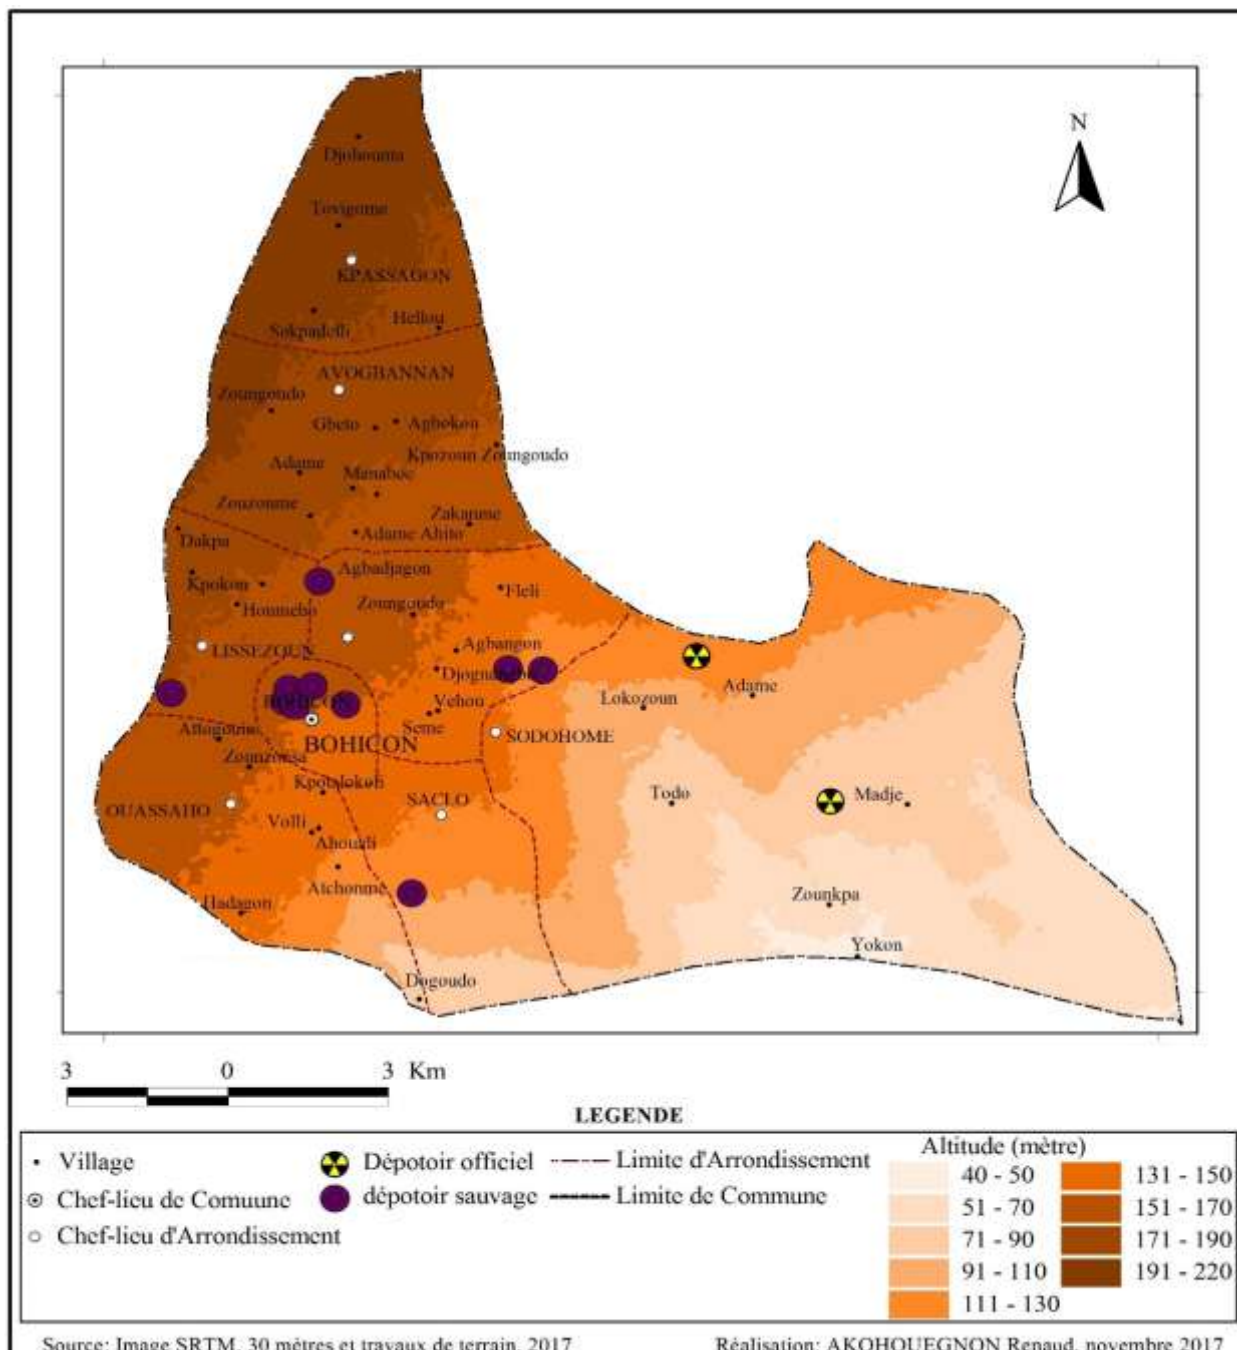 N
Djohounta
Tovigome
KPASSAGON
Hellou
Sokpadelli
AVOGBANNAN
Zoungoudo
Gbeto
Agbokou
Kpozoun Zoungoudo
Adame
Manaboe
Zouzonme
Zakanme
Adame Ahito
Dakpa
Agbadjagon
Kpokon
Fleli
Zoungoudo
LISSEZOUN
Agbangon
Adame
Lokozoun
Vehou
BOHICON
Seme
SODOHOME
BOHICON
Attogouin
Zounzonsa
Kpotalokoli
Todo
Madje
OUASSAHO
SACLO
Volli
Ahouali
Atchonme
Zounkpa
Hadagon
Yokon
Dogoudo
3 0 3 Km
LEGENDE
Village
Chef-lieu de Comuune
Chef-lieu d'Arrondissement
Dépotoir officiel
dépotoir sauvage
Limite d'Arrondissement
Limite de Commune
Altitude (mètre)
40 - 50
51 - 70
71 - 90
91 - 110
111 - 130
131 - 150
151 - 170
171 - 190
191 - 220
Source: Image SRTM, 30 mètres et travaux de terrain, 2017
Réalisation: AKOHOUEGNON Renaud, novembre 2017